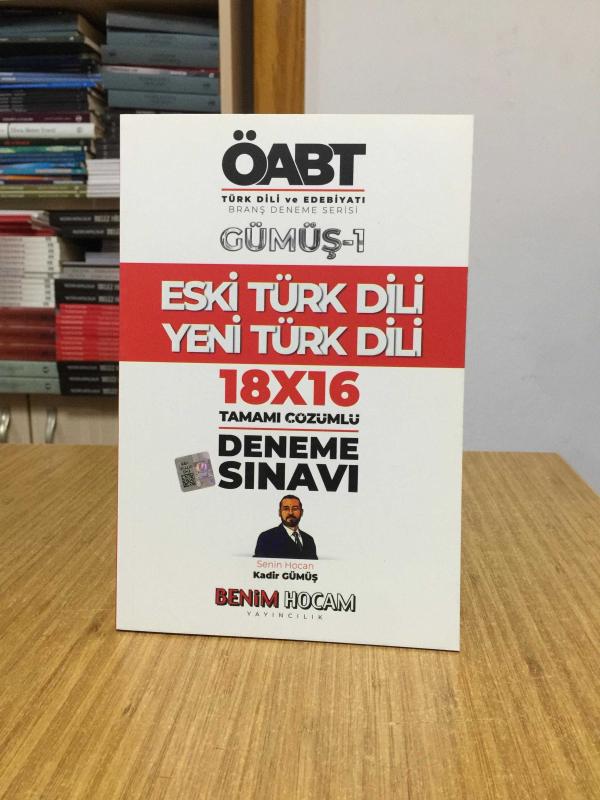 ÖABT
TÜRK DİLİ ve EDEBİYATI
BRANŞ DENEME SERİSİ
GÜMÜŞ-1
ESKİ TÜRK DİLİ
YENİ TÜRK DİLİ
18X16
TAMAMI ÇÖZÜMLÜ
DENEME
SINAVI
Senin Hocan
Kadir GÜMÜŞ
BENiM HOCAM
YAYINCILIK